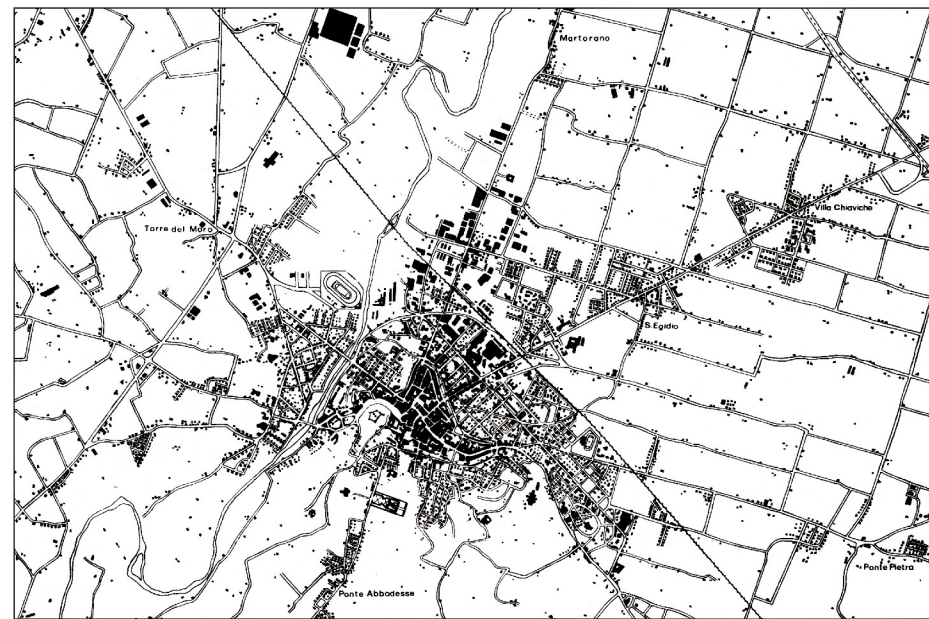 Martorano
Villa Chiaviche
Torre del Moro
S. Egidio
Ponte Pietra
Ponte Abbadesse